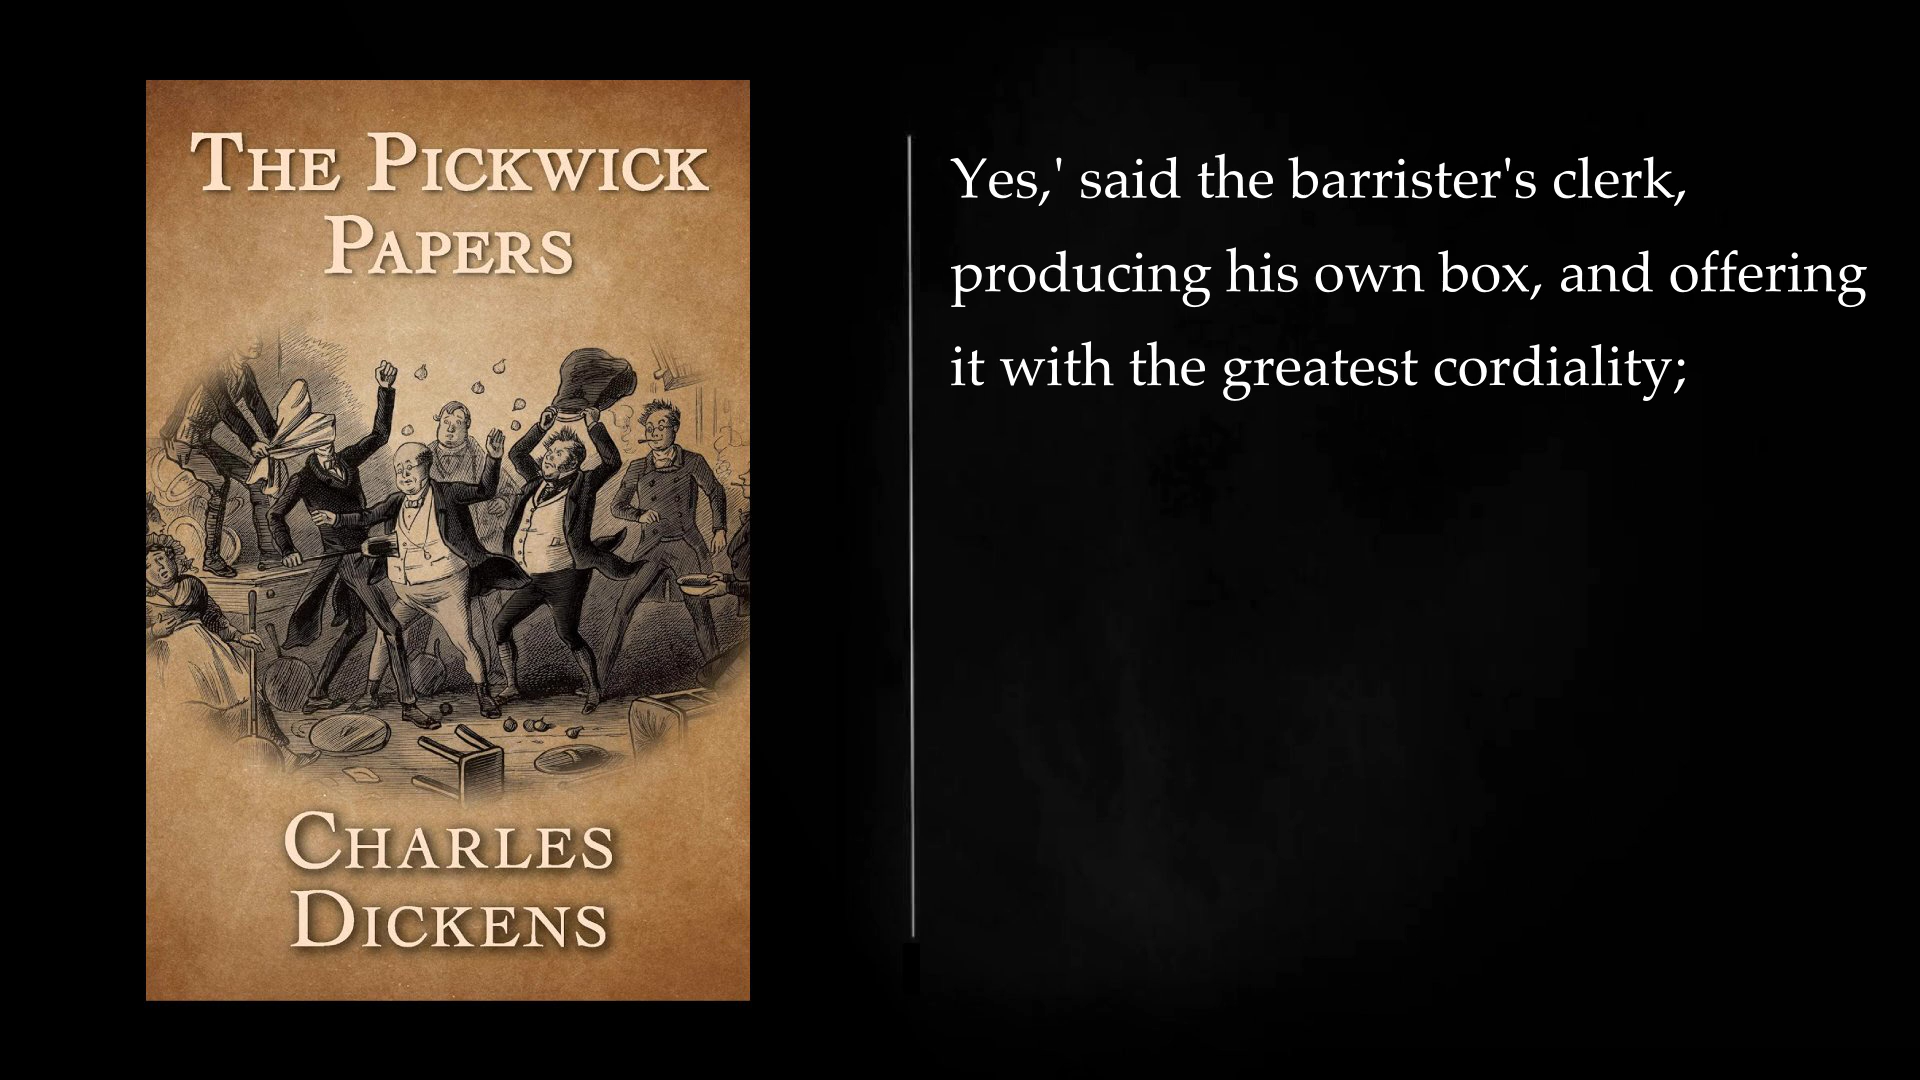 The Pickwick
Papers
Charles
Dickens
Yes,' said the barrister's clerk,
producing his own box, and offering
it with the greatest cordiality;